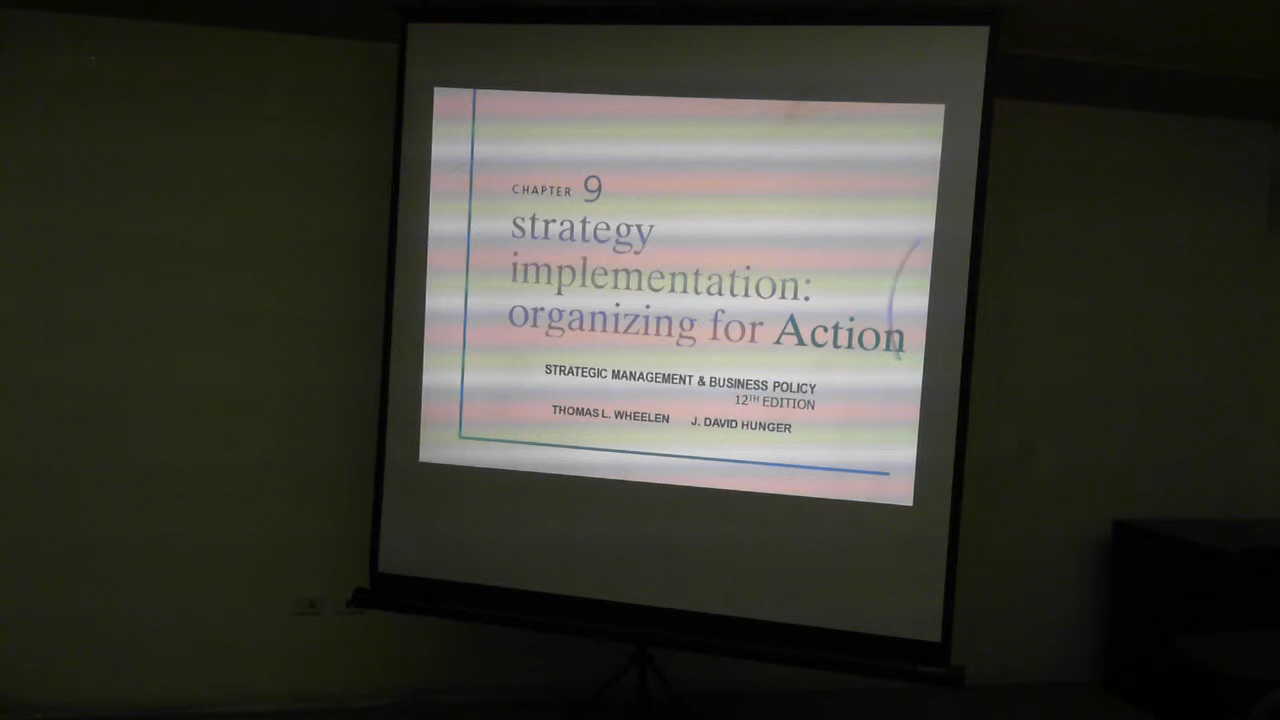 CHAPTER 9
strategy
implementation:
organizing for Action
STRATEGIC MANAGEMENT & BUSINESS POLICY
12TH EDITION
THOMAS L. WHEELEN J. DAVID HUNGER